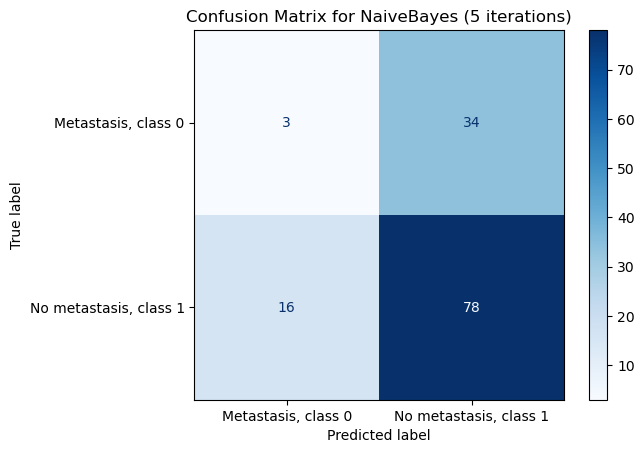 Confusion Matrix for NaiveBayes (5 iterations)
Metastasis, class 0
3
34
No metastasis, class 1
16
78
True label
Metastasis, class 0
No metastasis, class 1
Predicted label
70
60
50
40
30
20
10